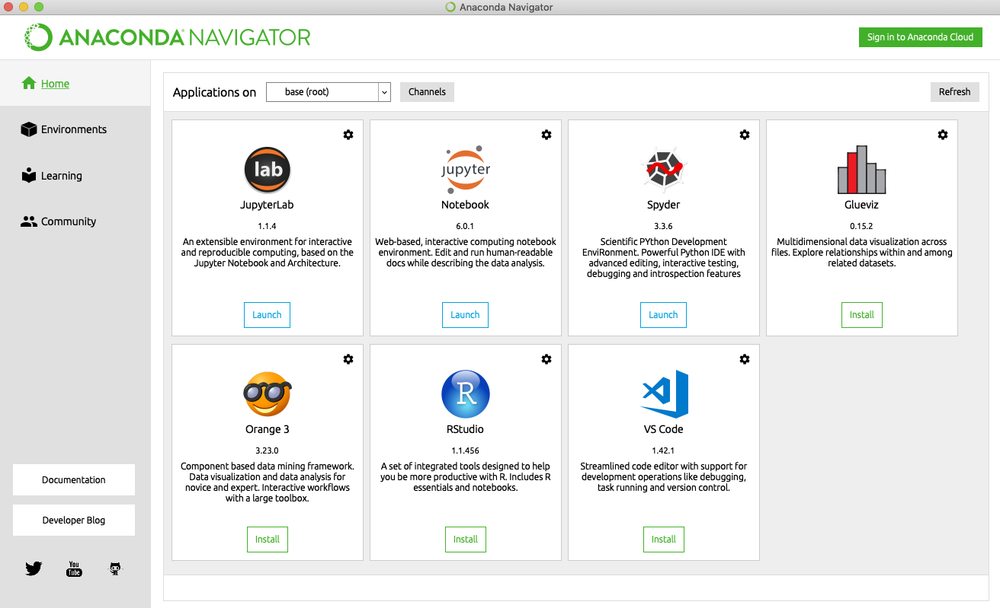 Anaconda Navigator
ANACONDA NAVIGATOR
Sign in to Anaconda Cloud
Home
Environments
Learning
Community
Documentation
Developer Blog
You
Tube
Applications on
base (root)
Channels
Refresh
lab
JupyterLab
1.1.4
An extensible environment for interactive
and reproducible computing, based on the
Jupyter Notebook and Architecture.
Launch
jupyter
Notebook
6.0.1
Web-based, interactive computing notebook
environment. Edit and run human-readable
docs while describing the data analysis.
Launch
Spyder
3.3.6
Scientific PYthon Development
EnviRonment. Powerful Python IDE with
advanced editing, interactive testing,
debugging and introspection features
Launch
Glueviz
0.15.2
Multidimensional data visualization across
files. Explore relationships within and among
related datasets.
Install
Orange 3
3.23.0
Component based data mining framework.
Data visualization and data analysis for
novice and expert. Interactive workflows
with a large toolbox.
Install
R
RStudio
1.1.456
A set of integrated tools designed to help
you be more productive with R. Includes R
essentials and notebooks.
Install
VS Code
1.42.1
Streamlined code editor with support for
development operations like debugging,
task running and version control.
Install